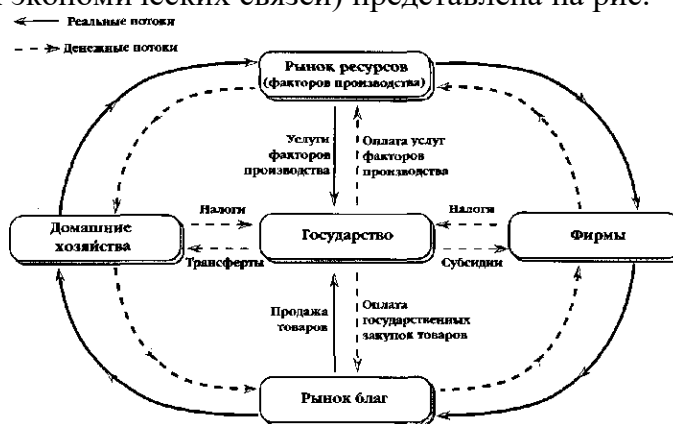 экономических связей) представлена на рис.
Реальные потоки
Денежные потоки
Рынок ресурсов
(факторов производства)
Услуги
факторов
производства
Оплата услуг
факторов
производства
Домашние
хозяйства
Налоги
Трансферты
Государство
Налоги
Субсидии
Фирмы
Продажа
товаров
Оплата
государственных
закупок товаров
Рынок благ